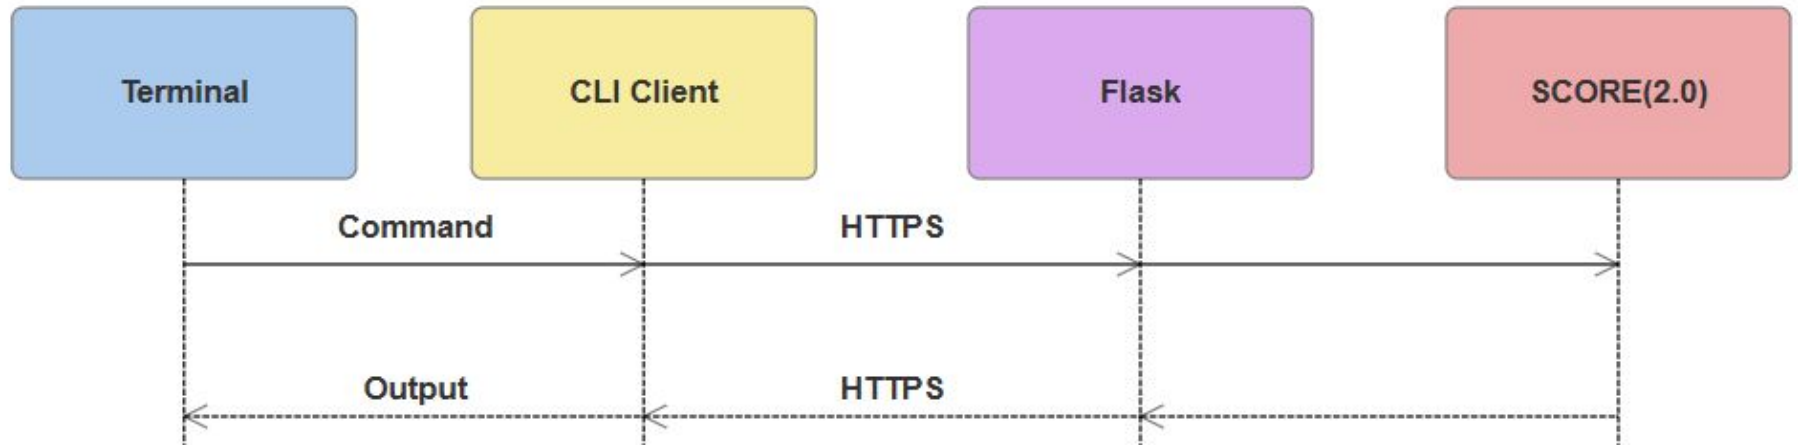 Terminal
CLI Client
Flask
SCORE(2.0)
Command
HTTPS
Output
HTTPS